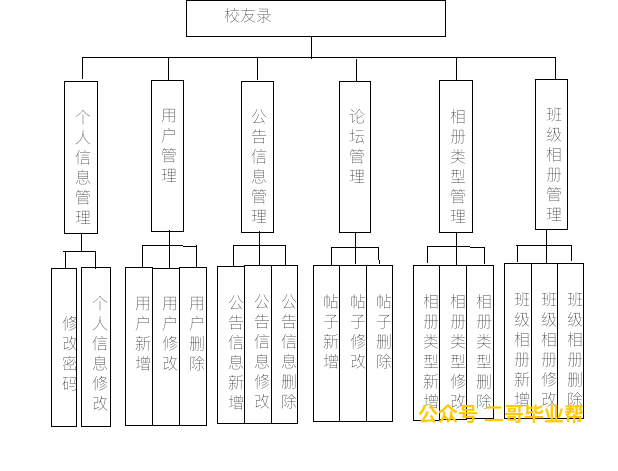 校友录
个人信息管理
用户管理
公告信息管理
论坛管理
相册类型管理
班级相册管理
修改密码
个人信息修改
用户新增
用户修改
用户删除
公告信息新增
公告信息修改
公告信息删除
帖子新增
帖子修改
帖子删除
相册类型新增
相册类型修改
相册类型删除
班级相册新增
班级相册修改
班级相册删除
公众号 二哥毕业帮